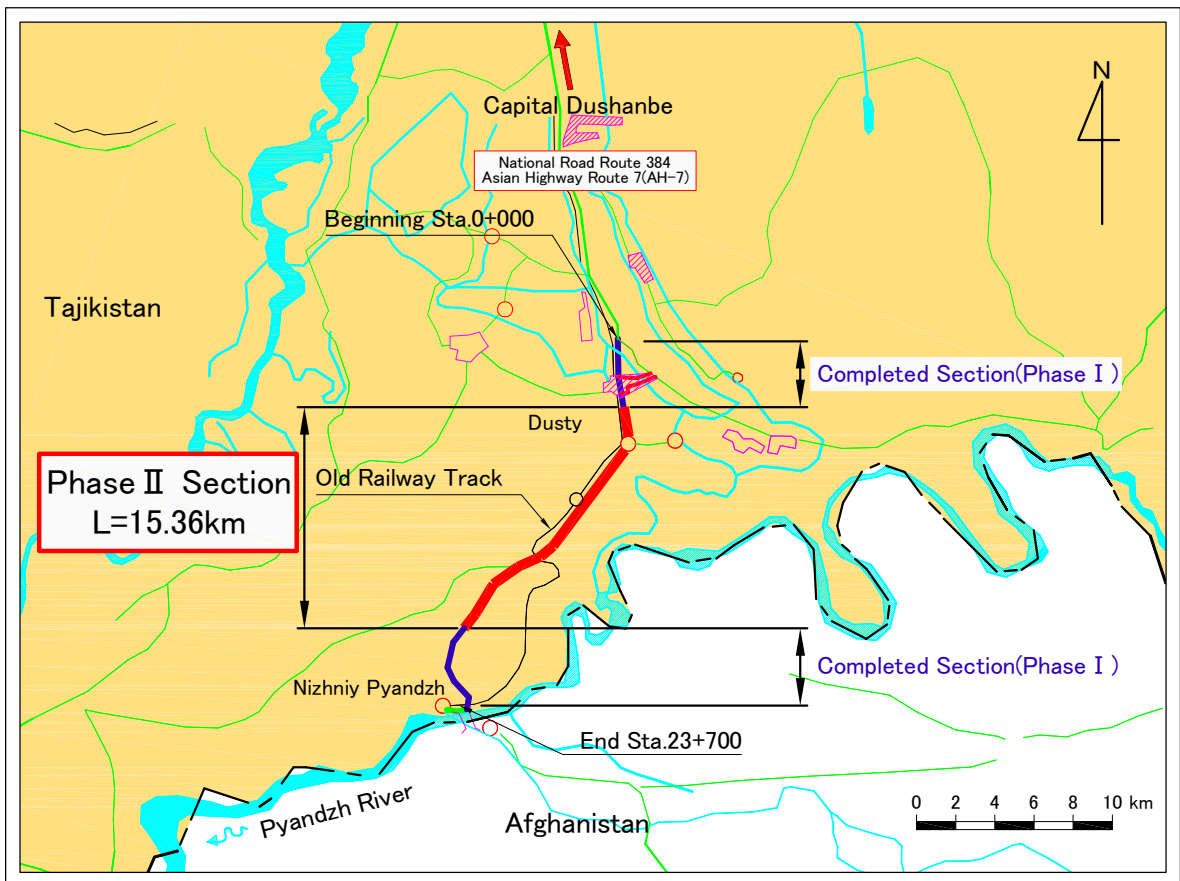 N
Capital Dushanbe
National Road Route 384
Asian Highway Route 7(AH-7)
Beginning Sta.0+000
Tajikistan
Completed Section(Phase Ⅰ)
Dusty
Phase Ⅱ Section
L=15.36km
Old Railway Track
Completed Section(Phase Ⅰ)
Nizhniy Pyandzh
End Sta.23+700
Pyandzh River
Afghanistan
0 2 4 6 8 10 km